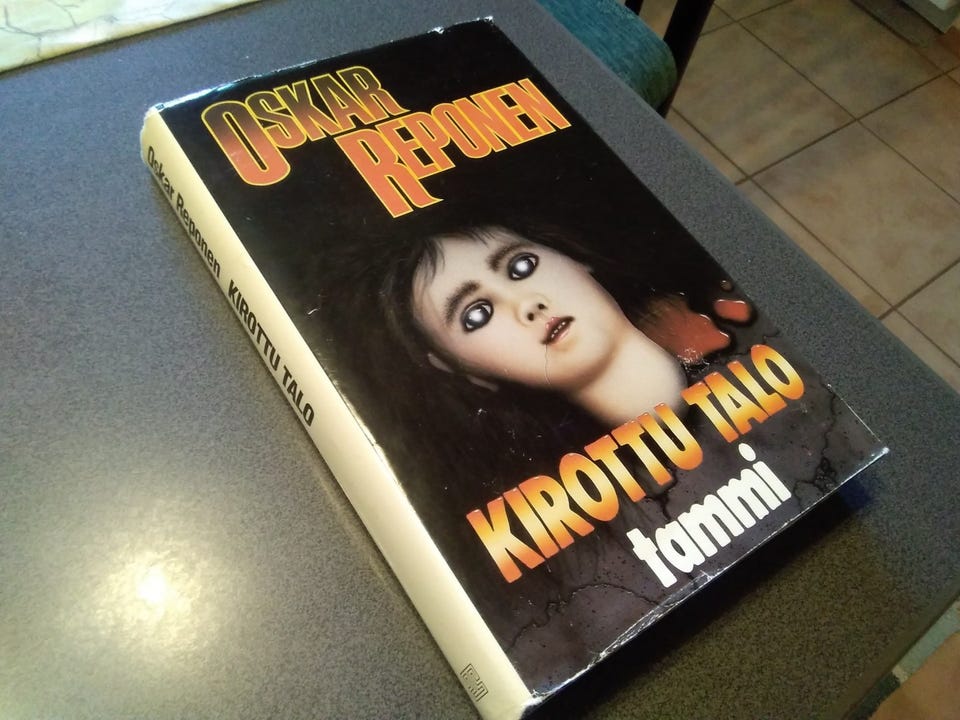 OSKAR
REPONEN
KIROTTU TALO
tammi
Oskar Reponen KIROTTU TALO